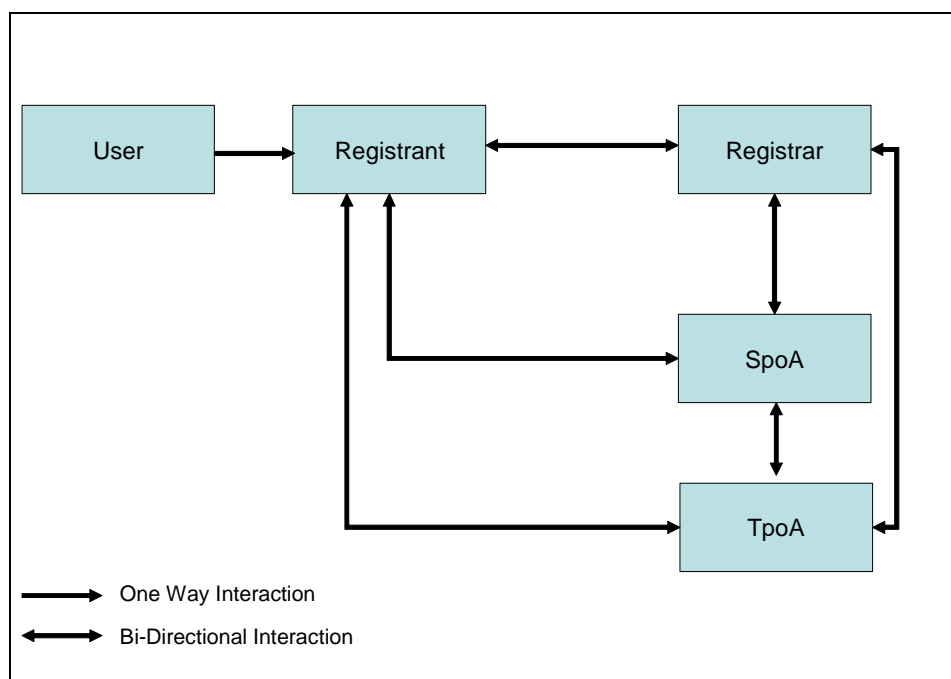 User
Registrant
Registrar
SpoA
TpoA
One Way Interaction
Bi-Directional Interaction